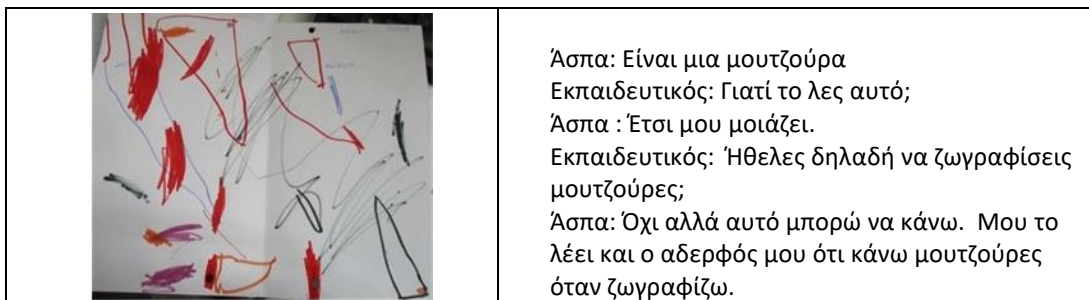 Άσπα: Είναι μια μουτζούρα
Εκπαιδευτικός: Γιατί το λες αυτό;
Άσπα : Έτσι μου μοιάζει.
Εκπαιδευτικός:  Ήθελες δηλαδή να ζωγραφίσεις
μουτζούρες;
Άσπα: Όχι αλλά αυτό μπορώ να κάνω.  Μου το
λέει και ο αδερφός μου ότι κάνω μουτζούρες
όταν ζωγραφίζω.